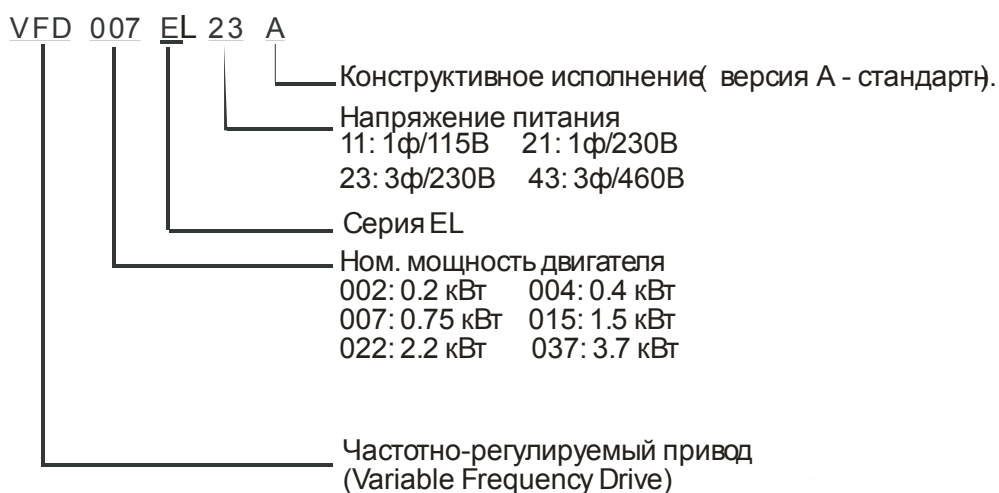 VFD 007 EL 23 A
Конструктивное исполнение( версия А - стандартн).
Напряжение питания
11: 1ф/115В 21: 1ф/230В
23: 3ф/230В 43: 3ф/460В
Серия EL
Ном. мощность двигателя
002: 0.2 кВт 004: 0.4 кВт
007: 0.75 кВт 015: 1.5 кВт
022: 2.2 кВт 037: 3.7 кВт
Частотно-регулируемый привод
(Variable Frequency Drive)